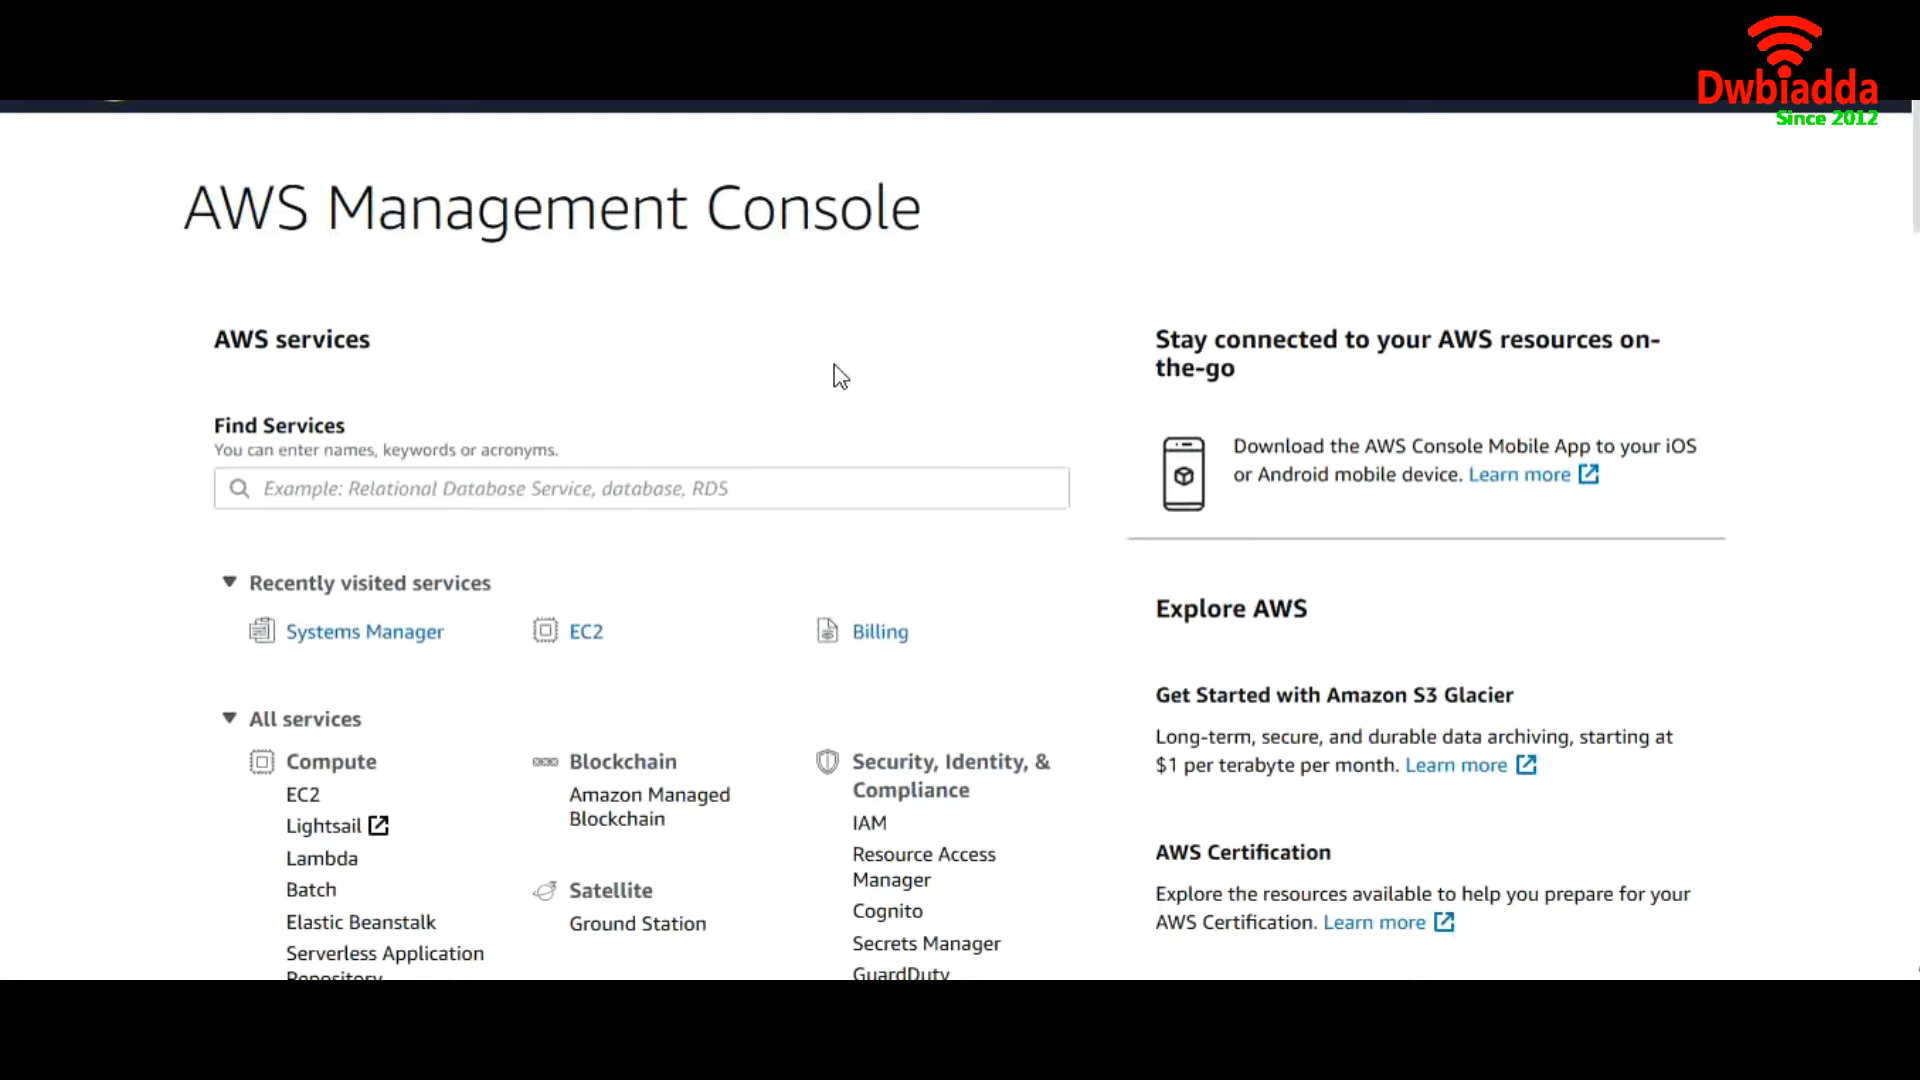 Dwbiadda
Since 2012
AWS Management Console
AWS services
Find Services
You can enter names, keywords or acronyms.
Example: Relational Database Service, database, RDS
Recently visited services
Systems Manager
EC2
Billing
All services
Compute
EC2
Lightsail
Lambda
Batch
Elastic Beanstalk
Serverless Application
Repository
Blockchain
Amazon Managed
Blockchain
Satellite
Ground Station
Security, Identity, &
Compliance
IAM
Resource Access
Manager
Cognito
Secrets Manager
GuardDuty
Stay connected to your AWS resources on-
the-go
Download the AWS Console Mobile App to your iOS
or Android mobile device. Learn more
Explore AWS
Get Started with Amazon S3 Glacier
Long-term, secure, and durable data archiving, starting at
$1 per terabyte per month. Learn more
AWS Certification
Explore the resources available to help you prepare for your
AWS Certification. Learn more